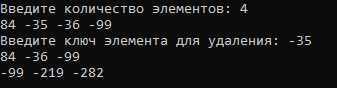 Введите количество элементов: 4
84 -35 -36 -99
Введите ключ элемента для удаления: -35
84 -36 -99
-99 -219 -282